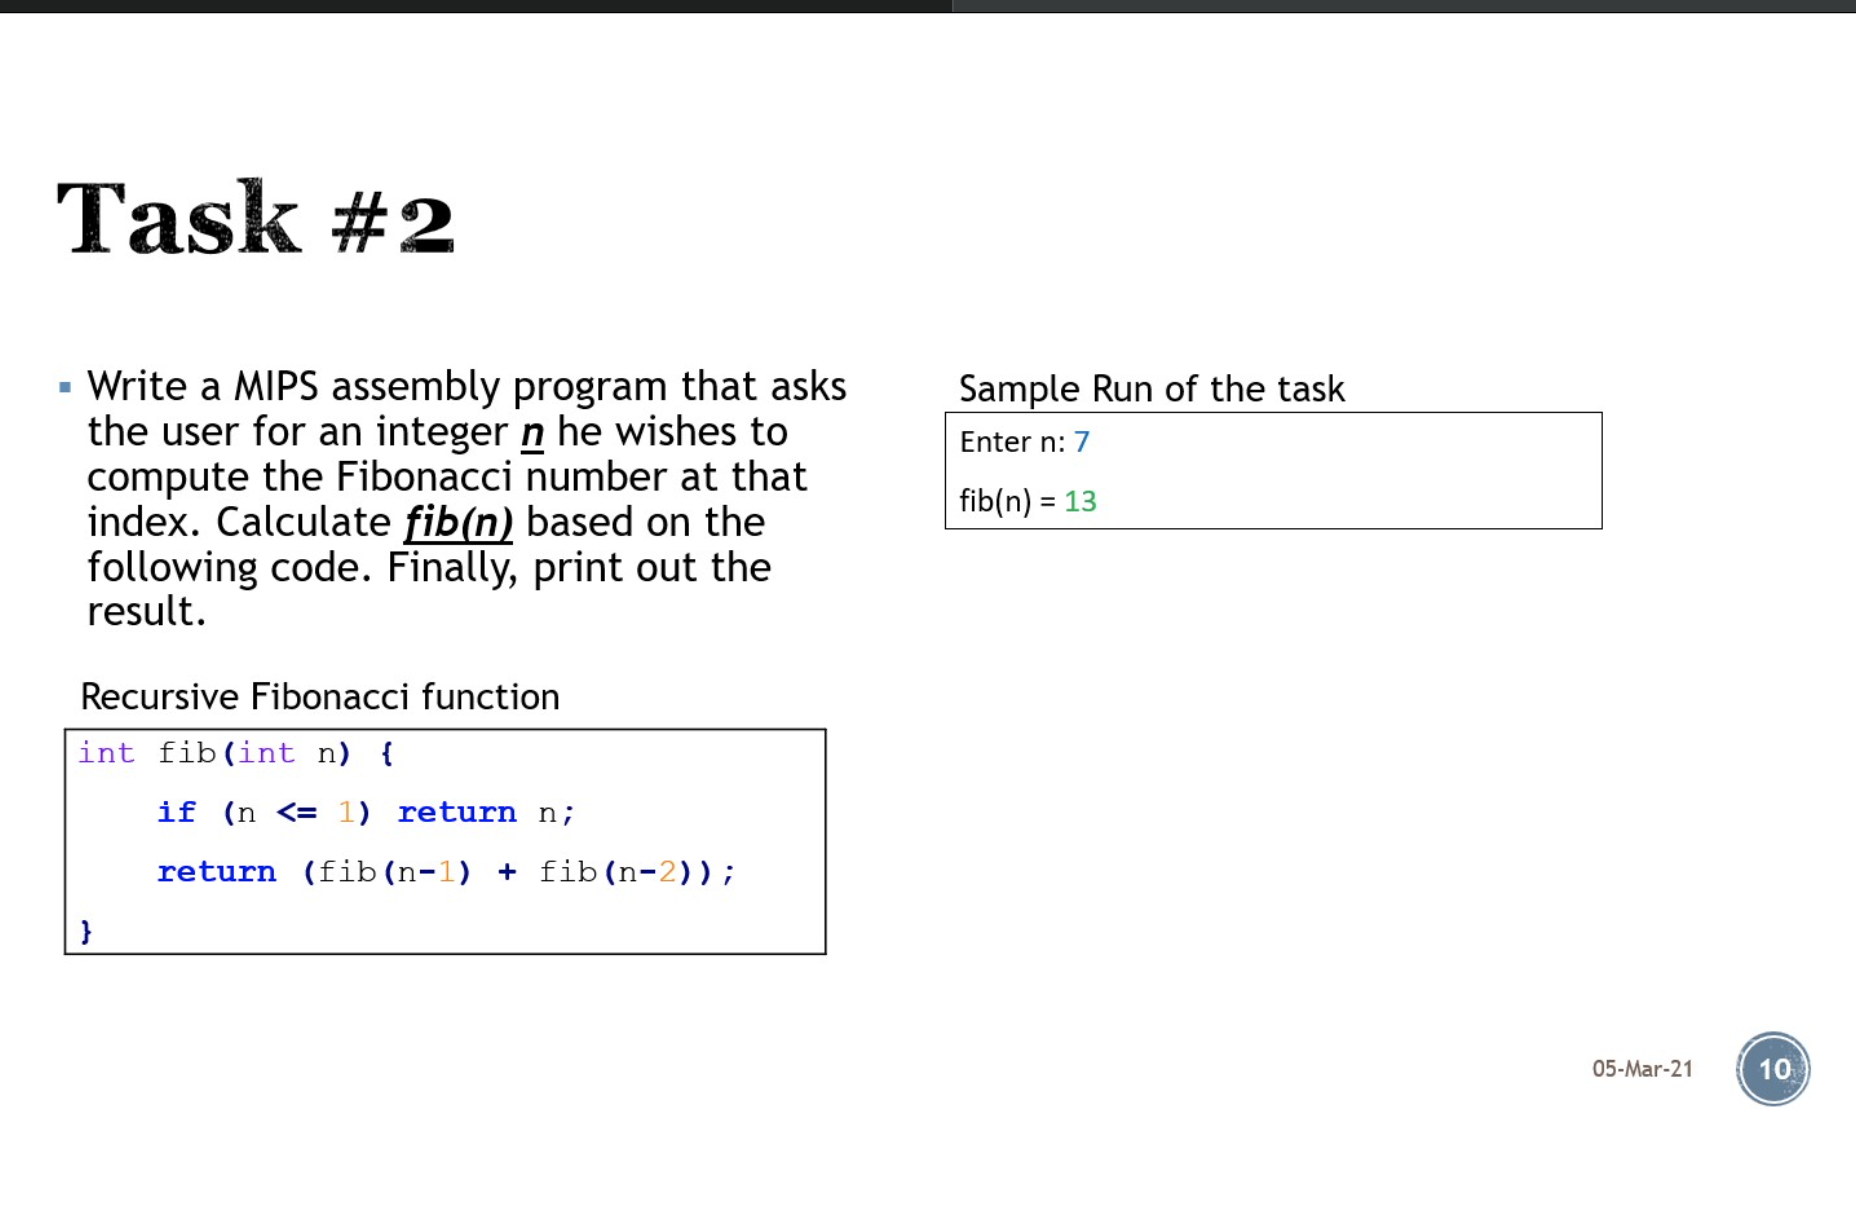 Task #2
▪ Write a MIPS assembly program that asks
the user for an integer n he wishes to
compute the Fibonacci number at that
index. Calculate fib(n) based on the
following code. Finally, print out the
result.
Recursive Fibonacci function
int fib(int n) {
    if (n <= 1) return n;
    return (fib(n-1) + fib(n-2));
}
Sample Run of the task
Enter n: 7
fib(n) = 13
05-Mar-21
10